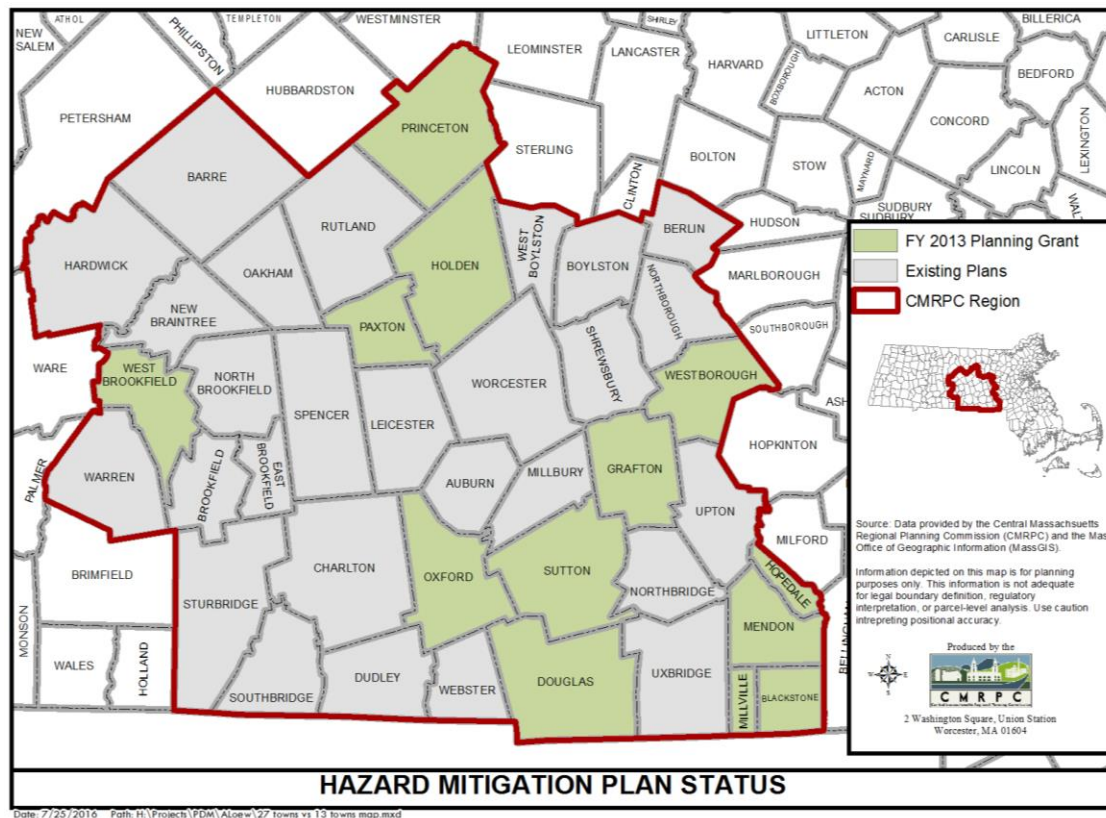 ATHOL
TEMPLETON
WESTMINSTER
SHIRLEY
LITTLETON
CARLISLE
BILLERICA
NEW
SALEM
PHILLIPSTON
LEOMINSTER
LANCASTER
HARVARD
BOXBOROUGH
ACTON
BEDFORD
PETERSHAM
HUBBARDSTON
PRINCETON
STERLING
BOLTON
STOW
MAYNARD
CONCORD
LINCOLN
LEXINGTON
BARRE
CLINTON
SUDBURY
SUDBURY
RUTLAND
WEST
BOYLSTON
BERLIN
HUDSON
HARDWICK
OAKHAM
HOLDEN
BOYLSTON
NORTHBOROUGH
MARLBOROUGH
NEW
BRAINTREE
PAXTON
SHREWSBURY
SOUTHBOROUGH
WARE
WEST
BROOKFIELD
NORTH
BROOKFIELD
SPENCER
LEICESTER
WORCESTER
WESTBOROUGH
ASH
HOPKINTON
PALMER
WARREN
BROOKFIELD
EAST
BROOKFIELD
AUBURN
MILLBURY
GRAFTON
UPTON
MILFORD
BRIMFIELD
STURBRIDGE
CHARLTON
OXFORD
SUTTON
NORTHBRIDGE
HOPEDALE
MENDON
MONSON
WALES
HOLLAND
SOUTHBRIDGE
DUDLEY
WEBSTER
DOUGLAS
UXBRIDGE
MILLVILLE
BLACKSTONE
FY 2013 Planning Grant
Existing Plans
CMRPC Region
Source: Data provided by the Central Massachsuetts
Regional Planning Commission (CMRPC) and the Mas
Office of Geographic Information (MassGIS).
Information depicted on this map is for planning
purposes only. This information is not adequate
for legal boundary definition, regulatory
interpretation, or parcel-level analysis. Use caution
intrepreting positional accuracy.
Produced by the
N
W E
S
CMRPC
2 Washington Square, Union Station
Worcester, MA 01604
HAZARD MITIGATION PLAN STATUS
Date: 7/25/2016 Path: H:\Projects\PDM\ALoew\27 towns vs 13 towns map.mxd